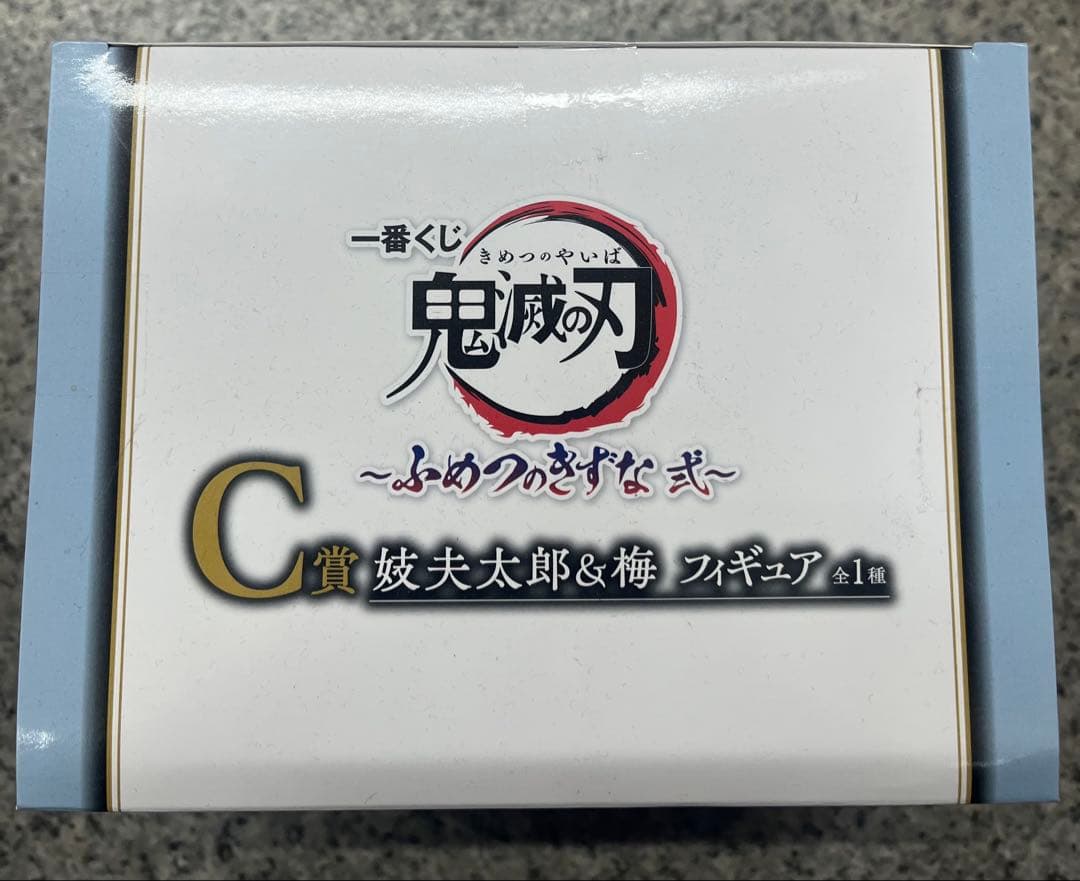 一番くじ
きめつのやいば
鬼滅の刃
～ふめつのきずな 弐～
C賞 妓夫太郎&梅 フィギュア 全1種